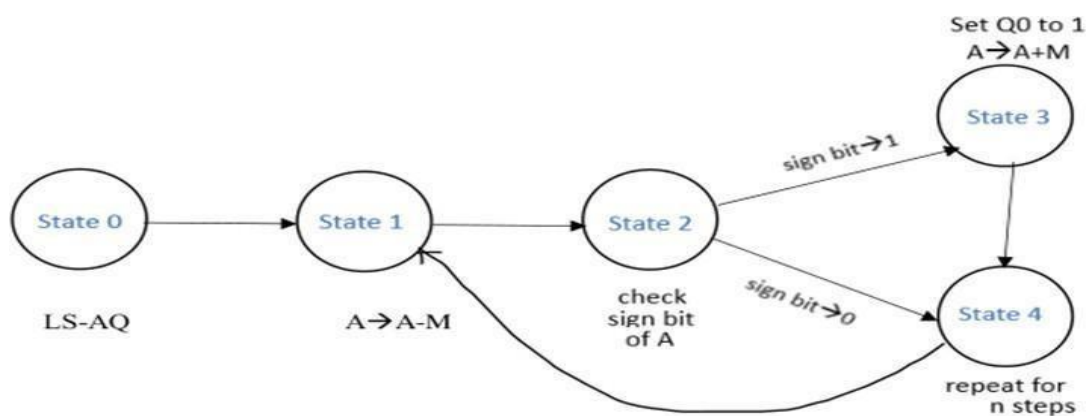 Set Q0 to 1
A→A+M
State 3
sign bit→1
State 0
State 1
State 2
LS-AQ
A→A-M
check
sign bit
of A
sign bit→0
State 4
repeat for
n steps